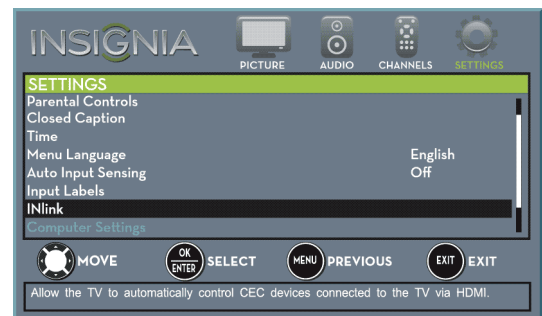 INSIGNIA
PICTURE AUDIO CHANNELS SETTINGS
SETTINGS
Parental Controls
Closed Caption
Time
Menu Language English
Auto Input Sensing Off
Input Labels
INlink
Computer Settings
MOVE OK ENTER SELECT MENU PREVIOUS EXIT EXIT
Allow the TV to automatically control CEC devices connected to the TV via HDMI.